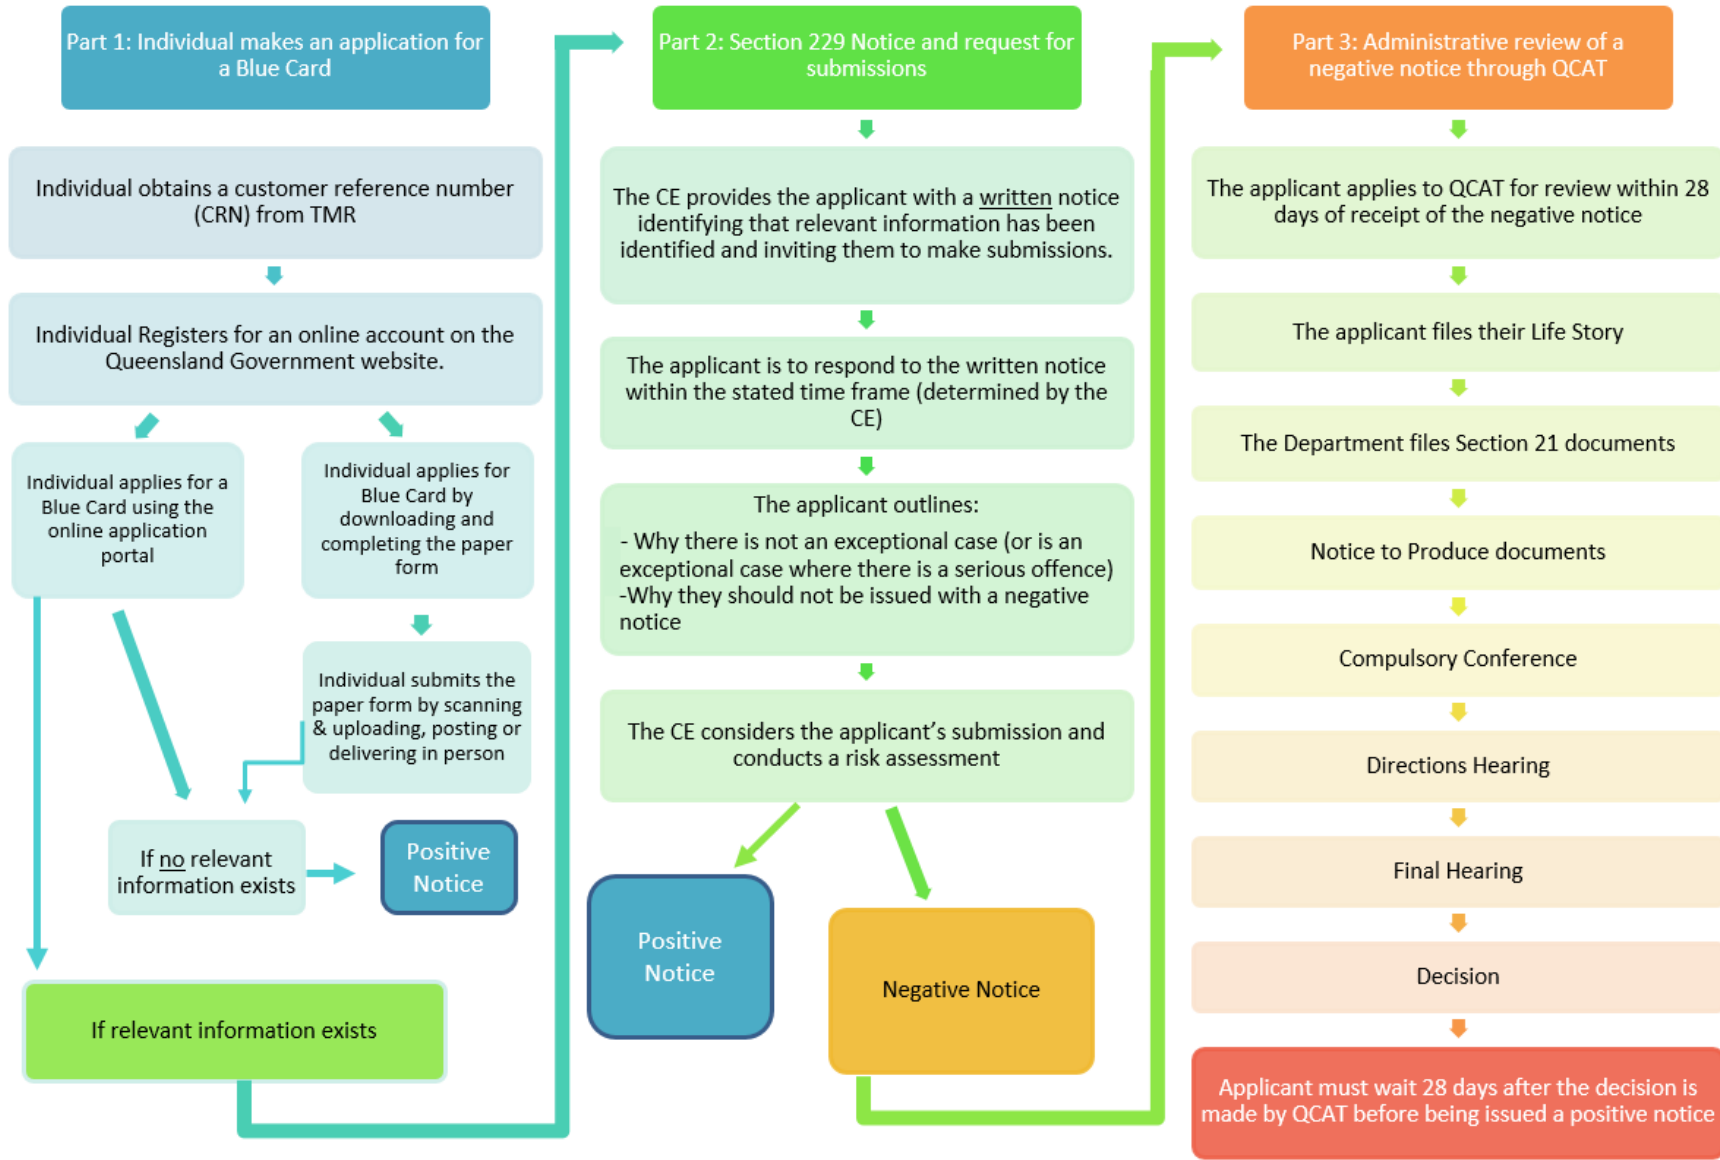 Part 1: Individual makes an application for
a Blue Card
Individual obtains a customer reference number
(CRN) from TMR
Individual Registers for an online account on the
Queensland Government website.
Individual applies for a
Blue Card using the
online application
portal
Individual applies for
Blue Card by
downloading and
completing the paper
form
Individual submits the
paper form by scanning
& uploading, posting or
delivering in person
If no relevant
information exists
Positive
Notice
If relevant information exists
Part 2: Section 229 Notice and request for
submissions
The CE provides the applicant with a written notice
identifying that relevant information has been
identified and inviting them to make submissions.
The applicant is to respond to the written notice
within the stated time frame (determined by the
CE)
The applicant outlines:
- Why there is not an exceptional case (or is an
exceptional case where there is a serious offence)
-Why they should not be issued with a negative
notice
The CE considers the applicant’s submission and
conducts a risk assessment
Positive
Notice
Negative Notice
Part 3: Administrative review of a
negative notice through QCAT
The applicant applies to QCAT for review within 28
days of receipt of the negative notice
The applicant files their Life Story
The Department files Section 21 documents
Notice to Produce documents
Compulsory Conference
Directions Hearing
Final Hearing
Decision
Applicant must wait 28 days after the decision is
made by QCAT before being issued a positive notice